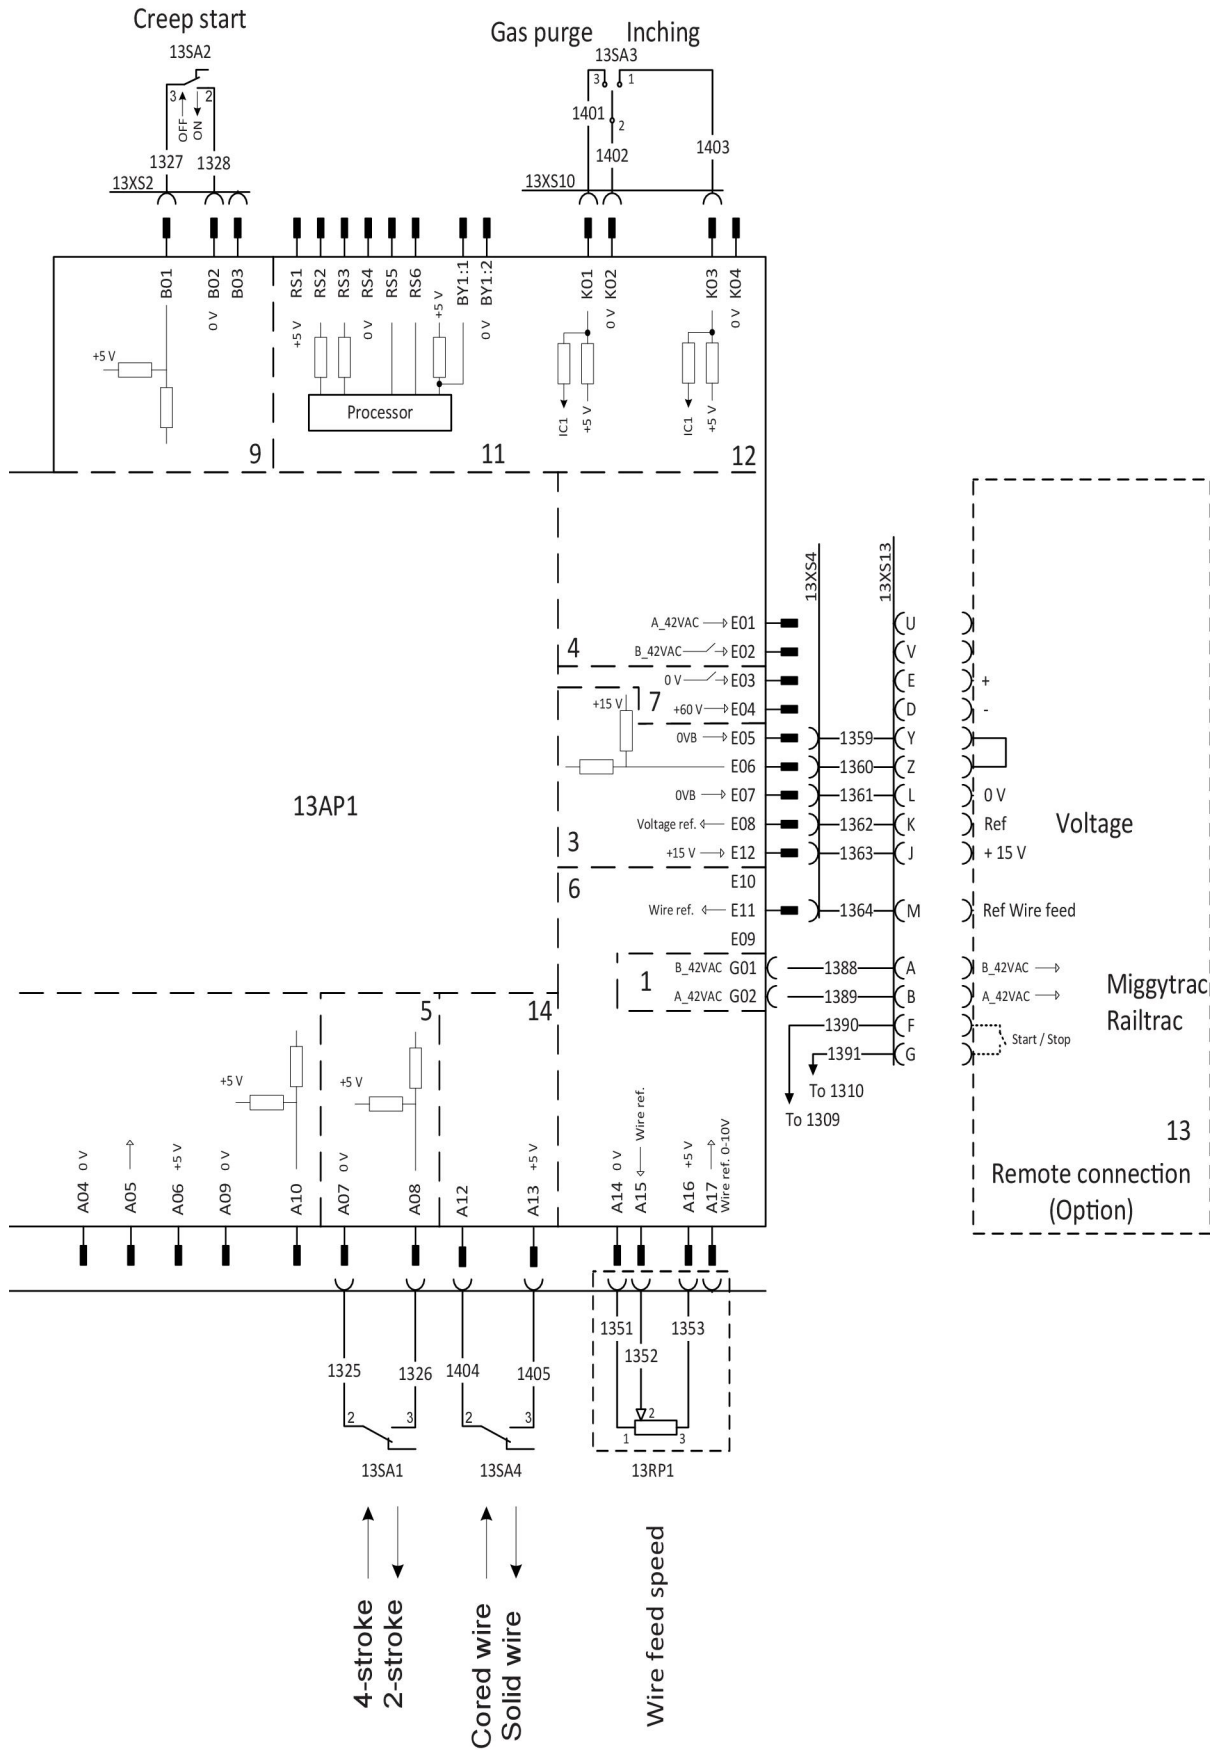 Creep start
Gas purge
Inching
13SA2
13SA3
3
2
3
1
OFF
ON
1401
2
1327
1328
1402
1403
13XS2
13XS10
B01
B02
B03
RS1
RS2
RS3
RS4
RS5
RS6
BY1:1
BY1:2
K01
K02
K03
K04
0 V
+5 V
0 V
+5 V
0 V
0 V
0 V
+5 V
Processor
IC1
+5 V
IC1
+5 V
9
11
12
13XS4
13XS13
A_42VAC
E01
U
B_42VAC
E02
V
4
0 V
E03
E
+
+15 V
7
+60 V
E04
D
-
0VB
E05
1359
Y
E06
1360
Z
13AP1
0VB
E07
1361
L
0 V
Voltage ref.
E08
1362
K
Ref
Voltage
3
+15 V
E12
1363
J
+ 15 V
6
E10
Wire ref.
E11
1364
M
Ref Wire feed
E09
1
B_42VAC
G01
1388
A
B_42VAC
A_42VAC
G02
1389
B
A_42VAC
Miggytrac
Railtrac
5
14
1390
F
Start / Stop
1391
G
+5 V
+5 V
To 1310
To 1309
13
Remote connection
(Option)
A04
0 V
A05
A06
+5 V
A09
0 V
A10
A07
0 V
A08
A12
A13
+5 V
A14
0 V
A15
Wire ref.
A16
+5 V
A17
Wire ref. 0-10V
1351
1353
1352
1325
1326
1404
1405
2
3
2
3
2
1
3
13SA1
13SA4
13RP1
4-stroke
2-stroke
Cored wire
Solid wire
Wire feed speed